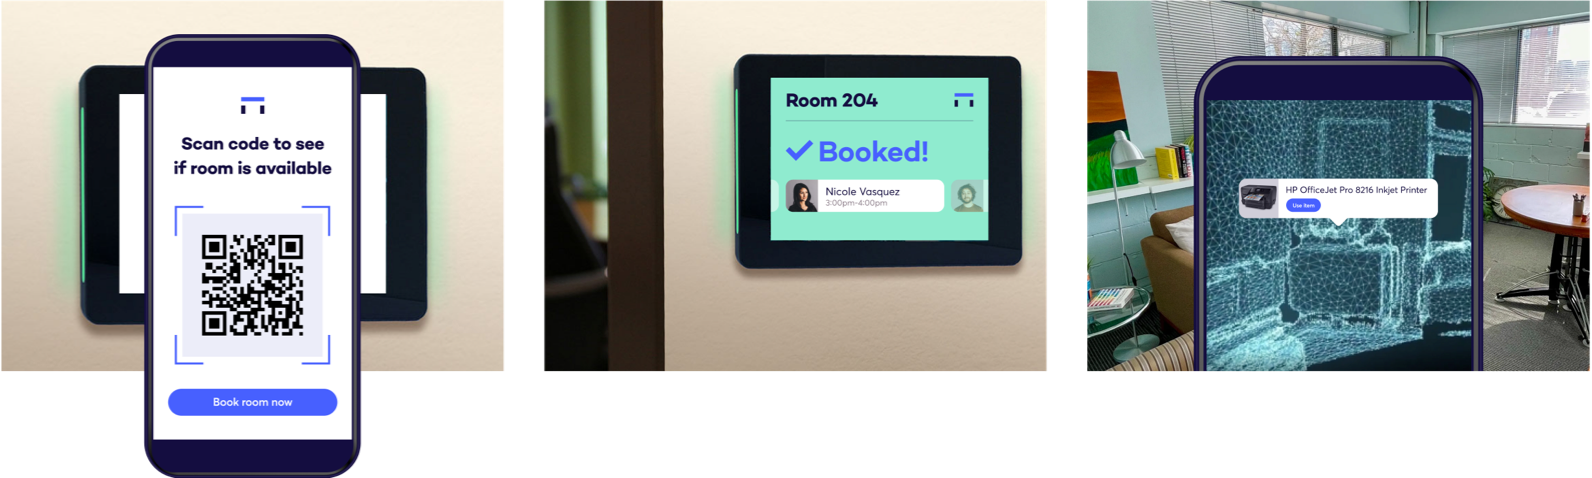 Scan code to see
if room is available
Book room now
Room 204
Booked!
Nicole Vasquez
3:00pm-4:00pm
HP OfficeJet Pro 8216 Inkjet Printer
Use item